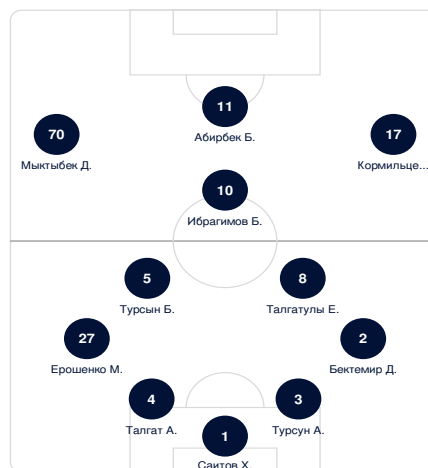 11
Абирбек Б.
70
Мыктыбек Д.
17
Кормильце...
10
Ибрагимов Б.
5
Турсын Б.
8
Талгатулы Е.
27
Ерошенко М.
2
Бектемир Д.
4
Талгат А.
3
Турсун А.
1
Саитов Х.